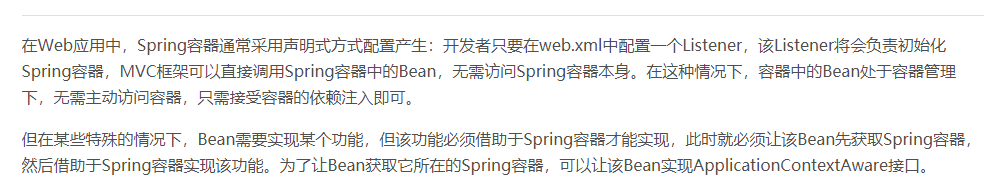 在Web应用中，Spring容器通常采用声明式方式配置产生：开发者只要在web.xml中配置一个Listener，该Listener将会负责初始化
Spring容器，MVC框架可以直接调用Spring容器中的Bean，无需访问Spring容器本身。在这种情况下，容器中的Bean处于容器管理
下，无需主动访问容器，只需接受容器的依赖注入即可。
但在某些特殊的情况下，Bean需要实现某个功能，但该功能必须借助于Spring容器才能实现，此时就必须让该Bean先获取Spring容器，
然后借助于Spring容器实现该功能。为了让Bean获取它所在的Spring容器，可以让该Bean实现ApplicationContextAware接口。